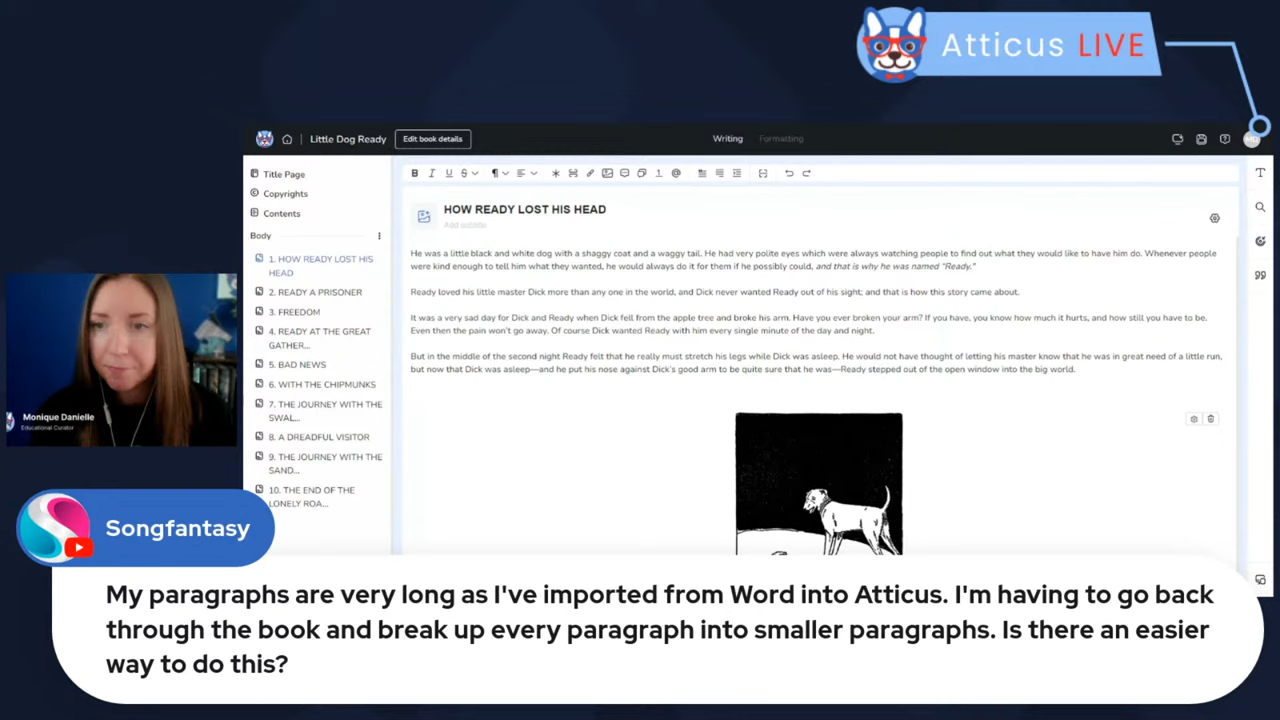 Atticus LIVE
Little Dog Ready
Edit book details
Writing
Formatting
Title Page
Copyrights
Contents
Body
1. HOW READY LOST HIS
HEAD
2. READY A PRISONER
3. FREEDOM
4. READY AT THE GREAT
GATHER...
5. BAD NEWS
6. WITH THE CHIPMUNKS
7. THE JOURNEY WITH THE
SWAL...
8. A DREADFUL VISITOR
9. THE JOURNEY WITH THE
SAND...
10. THE END OF THE
LONELY ROA...
HOW READY LOST HIS HEAD
Add subtitle
He was a little black and white dog with a shaggy coat and a waggy tail. He had very polite eyes which were always watching people to find out what they would like to have him do. Whenever people
were kind enough to tell him what they wanted, he would always do it for them if he possibly could, and that is why he was named "Ready."
Ready loved his little master Dick more than any one in the world, and Dick never wanted Ready out of his sight; and that is how this story came about.
It was a very sad day for Dick and Ready when Dick fell from the apple tree and broke his arm. Have you ever broken your arm? If you have, you know how much it hurts, and how still you have to be.
Even then the pain won't go away. Of course Dick wanted Ready with him every single minute of the day and night.
But in the middle of the second night Ready felt that he really must stretch his legs while Dick was asleep. He would not have thought of letting his master know that he was in great need of a little run,
but now that Dick was asleep—and he put his nose against Dick's good arm to be quite sure that he was—Ready stepped out of the open window into the big world.
Monique Danielle
Educational Curator
Songfantasy
My paragraphs are very long as I've imported from Word into Atticus. I'm having to go back
through the book and break up every paragraph into smaller paragraphs. Is there an easier
way to do this?